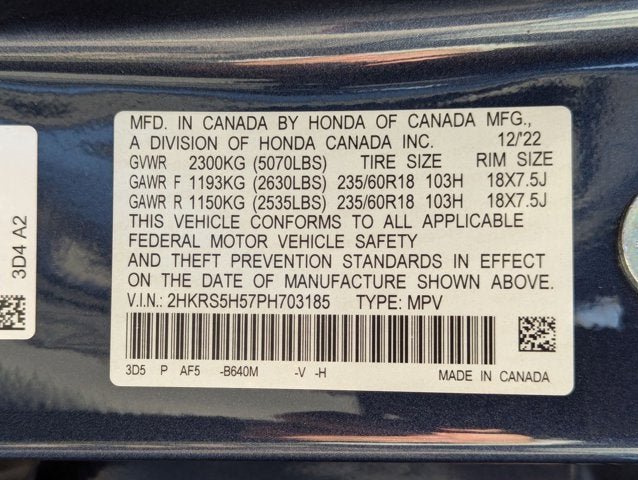 MFD. IN CANADA BY HONDA OF CANADA MFG.,
A DIVISION OF HONDA CANADA INC. 12/'22
GVWR 2300KG (5070LBS) TIRE SIZE RIM SIZE
GAWR F 1193KG (2630LBS) 235/60R18 103H 18X7.5J
GAWR R 1150KG (2535LBS) 235/60R18 103H 18X7.5J
THIS VEHICLE CONFORMS TO ALL APPLICABLE
FEDERAL MOTOR VEHICLE SAFETY
AND THEFT PREVENTION STANDARDS IN EFFECT
ON THE DATE OF MANUFACTURE SHOWN ABOVE.
V.I.N.: 2HKRS5H57PH703185 TYPE: MPV
3D5 P AF5 -B640M -V -H MADE IN CANADA
3D4 A2